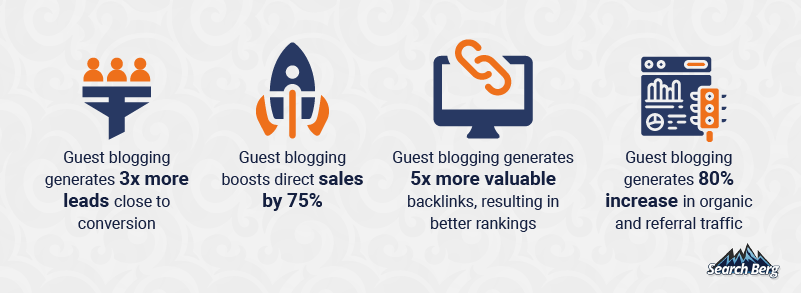 Guest blogging
generates 3x more
leads close to
conversion
Guest blogging
boosts direct sales
by 75%
Guest blogging generates
5x more valuable
backlinks, resulting in
better rankings
Guest blogging
generates 80%
increase in organic
and referral traffic
Search Berg